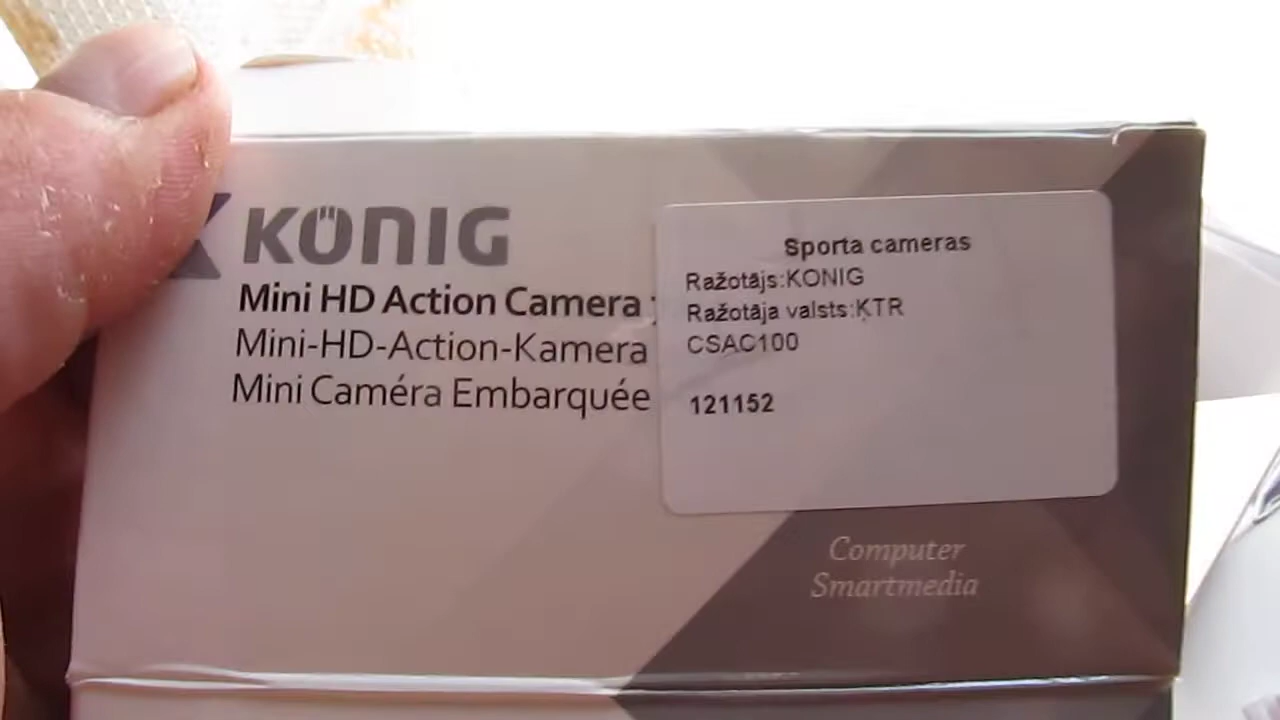 KÖNIG
Mini HD Action Camera
Mini-HD-Action-Kamera
Mini Caméra Embarquée
Sporta cameras
Ražotājs:KONIG
Ražotāja valsts:ĶTR
CSAC100
121152
Computer
Smartmedia